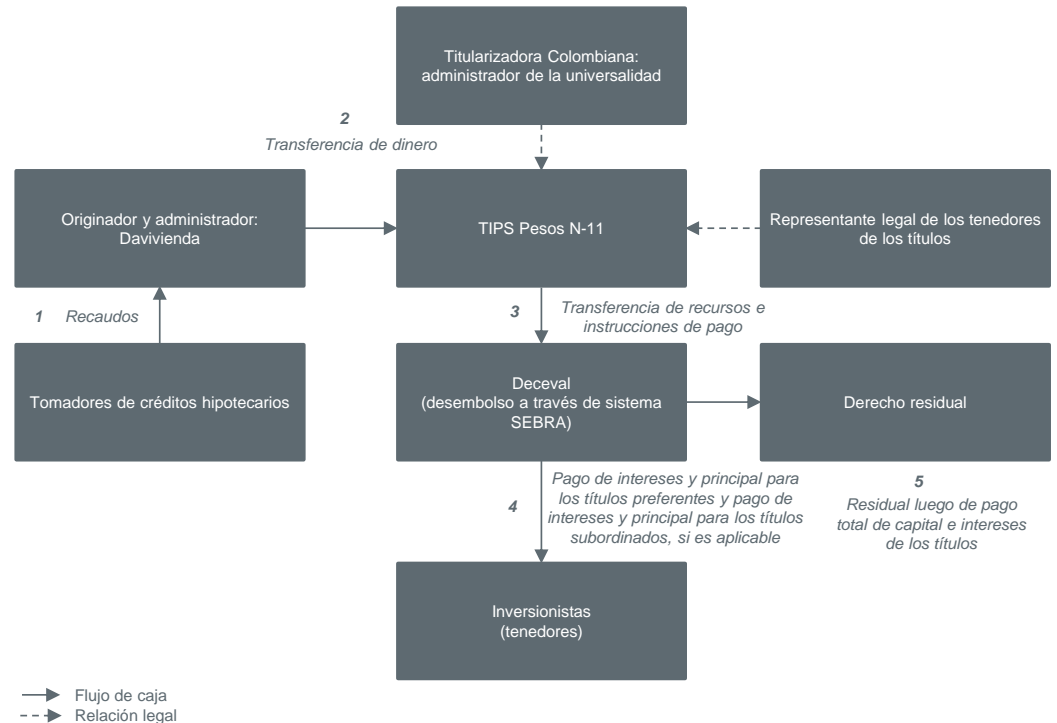 Titularizadora Colombiana:
administrador de la universalidad
2
Transferencia de dinero
Originador y administrador:
Davivienda
TIPS Pesos N-11
Representante legal de los tenedores
de los títulos
1 Recaudos
3
Transferencia de recursos e
instrucciones de pago
Tomadores de créditos hipotecarios
Deceval
(desembolso a través de sistema
SEBRA)
Derecho residual
4
Pago de intereses y principal para
los títulos preferentes y pago de
intereses y principal para los títulos
subordinados, si es aplicable
5
Residual luego de pago
total de capital e intereses
de los títulos
Inversionistas
(tenedores)
Flujo de caja
Relación legal